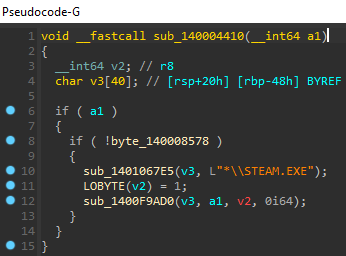 Pseudocode-G
1 void __fastcall sub_140004410(__int64 a1)
2 {
3 __int64 v2; // r8
4 char v3[40]; // [rsp+20h] [rbp-48h] BYREF
5
6 if ( a1 )
7 {
8 if ( !byte_140008578 )
9 {
10 sub_1401067E5(v3, L"*\\STEAM.EXE");
11 LOBYTE(v2) = 1;
12 sub_1400F9AD0(v3, a1, v2, 0i64);
13 }
14 }
15 }